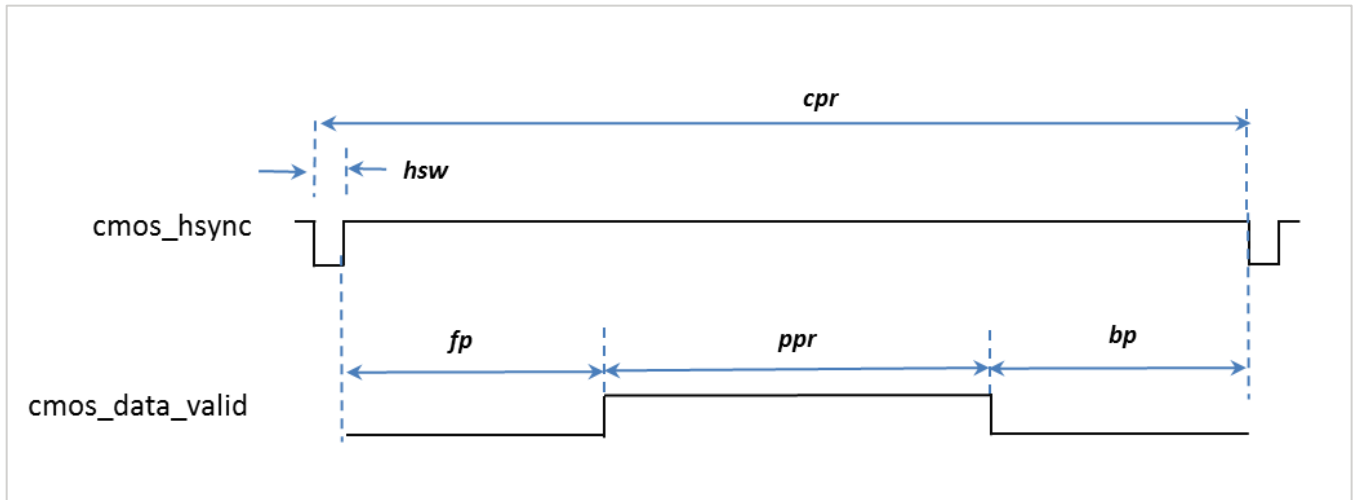 cpr
hsw
cmos_hsync
fp
ppr
bp
cmos_data_valid